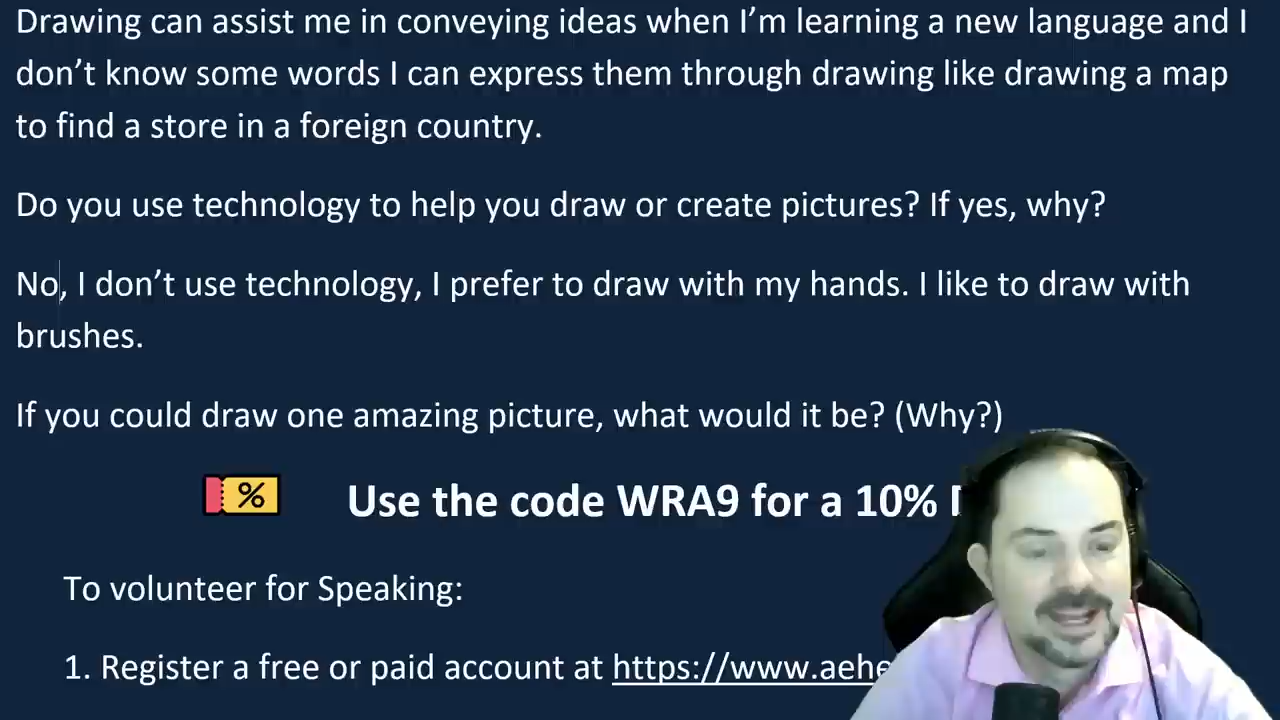 Drawing can assist me in conveying ideas when I’m learning a new language and I
don’t know some words I can express them through drawing like drawing a map
to find a store in a foreign country.
Do you use technology to help you draw or create pictures? If yes, why?
No, I don’t use technology, I prefer to draw with my hands. I like to draw with
brushes.
If you could draw one amazing picture, what would it be? (Why?)
%
Use the code WRA9 for a 10%
To volunteer for Speaking:
1. Register a free or paid account at https://www.aehe